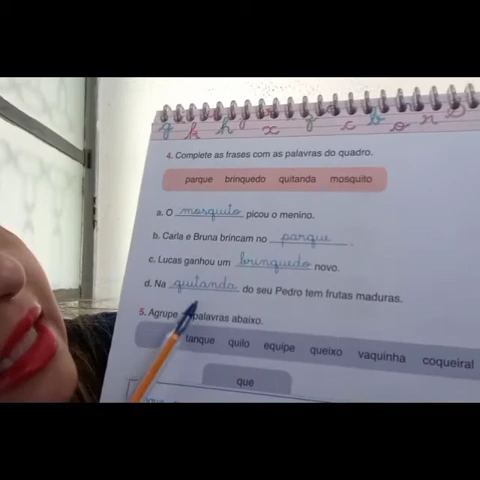 g k h y x z c b o n
4. Complete as frases com as palavras do quadro.
parque brinquedo quitanda mosquito
a. O mosquito picou o menino.
b. Carla e Bruna brincam no parque.
c. Lucas ganhou um brinquedo novo.
d. Na quitanda do seu Pedro tem frutas maduras.
5. Agrupe palavras abaixo.
tanque quilo equipe queixo vaquinha coqueiral
que